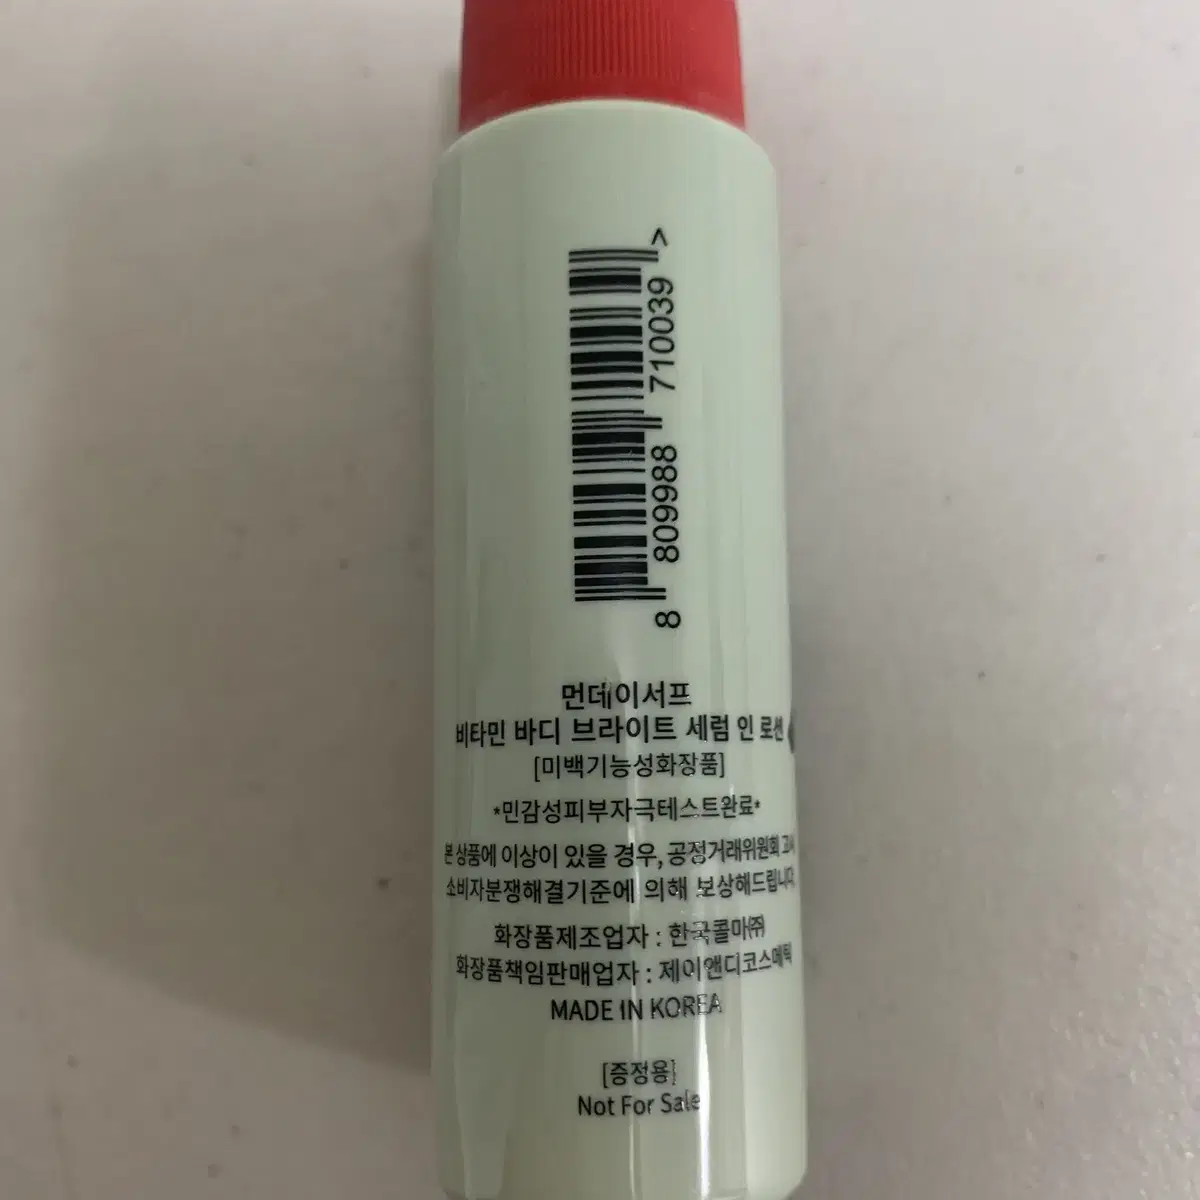 8 809988 710039 >
먼데이서프
비타민 바디 브라이트 세럼 인 로션
[미백기능성화장품]
*민감성피부자극테스트완료*
본 상품에 이상이 있을 경우, 공정거래위원회 고시
소비자분쟁해결기준에 의해 보상해드립니다.
화장품제조업자 : 한국콜마㈜
화장품책임판매업자 : 제이앤디코스메틱
MADE IN KOREA
[증정용]
Not For Sale